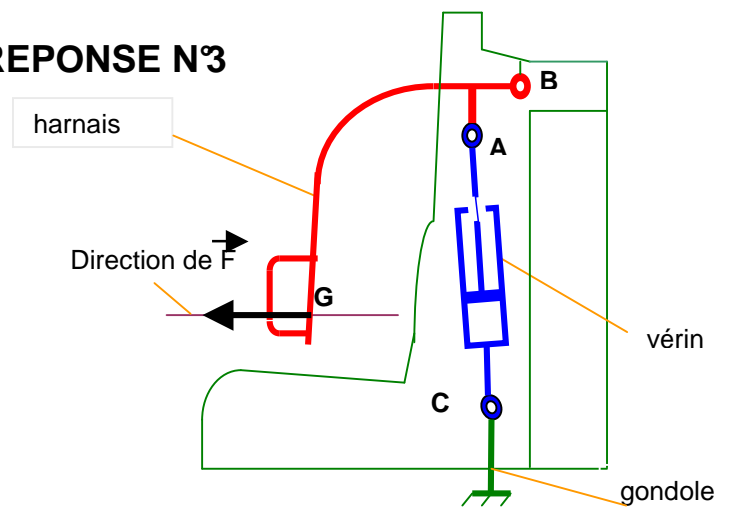 REPONSE N°3
harnais
B
A
Direction de F
G
vérin
C
gondole